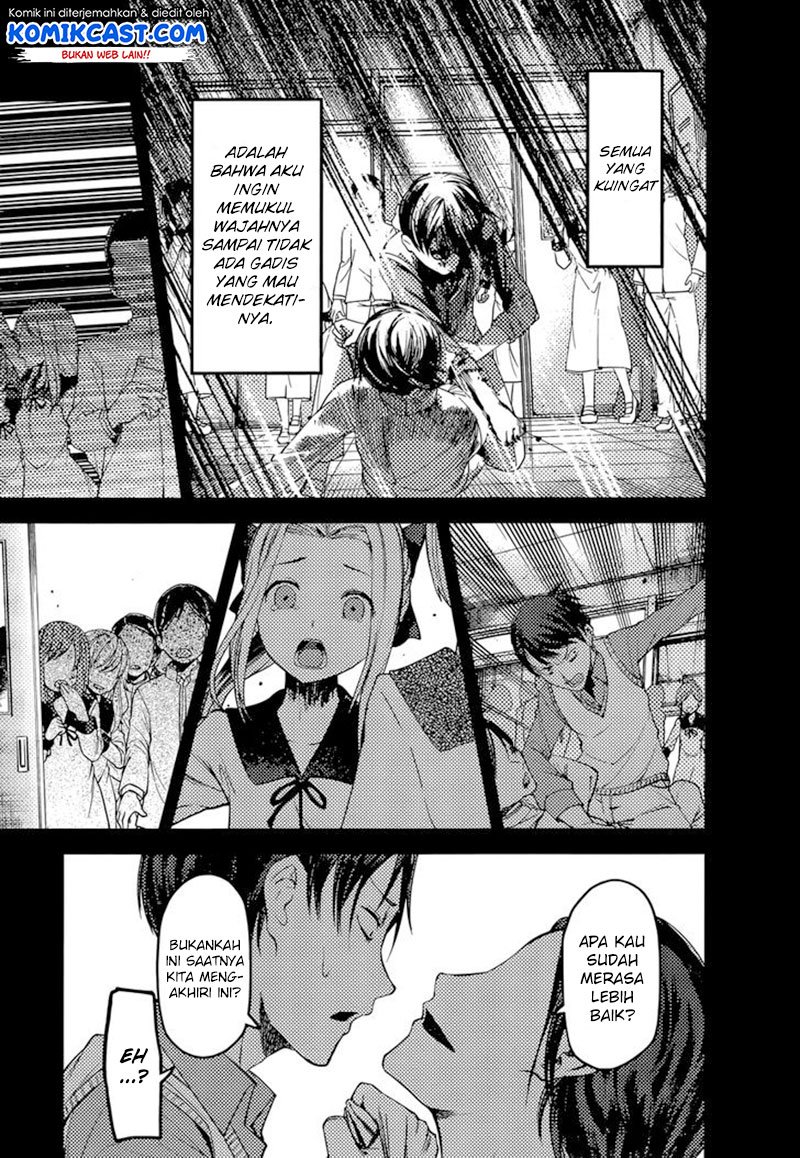 Komik ini diterjemahkan & diedit oleh
KOMIKCAST.COM
BUKAN WEB LAIN!!
SEMUA
YANG
KUINGAT
ADALAH
BAHWA AKU
INGIN
MEMUKUL
WAJAHNYA
SAMPAI TIDAK
ADA GADIS
YANG MAU
MENDEKATI-
NYA.
APA KAU
SUDAH
MERASA
LEBIH
BAIK?
BUKANKAH
INI SAATNYA
KITA MENG-
AKHIRI INI?
EH
...?